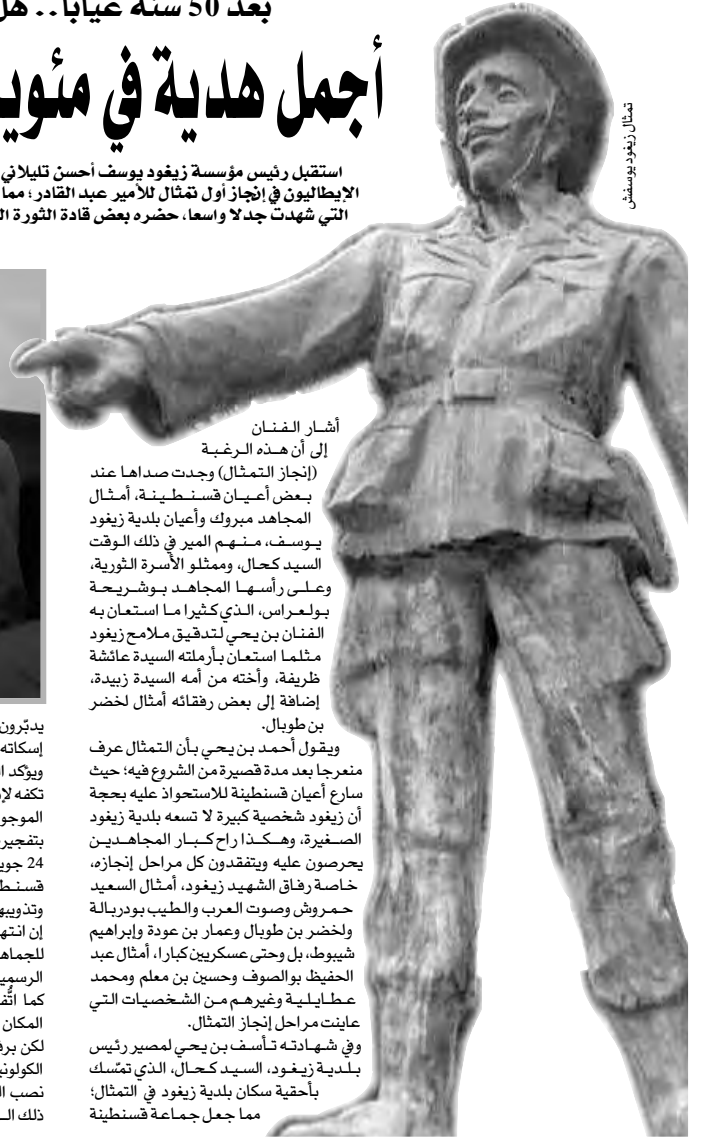 بعد 50 سنة غيابا.. هل
أجمل هدية في مئوي
استقبل رئيس مؤسسة زيغود يوسف أحسن تليلاني
الإيطاليون في إنجاز أول تمثال للأمير عبد القادر؛ مما
التي شهدت جدلا واسعا، حضره بعض قادة الثورة ال
تمثال زيغود يوسفش
أشار الفنان
إلى أن هذه الرغبة
(إنجاز التمثال) وجدت صداها عند
بعض أعيان قسنطينة، أمثال
المجاهد مبروك وأعيان بلدية زيغود
يوسف، منهم المير في ذلك الوقت
السيد كحال، وممثلو الأسرة الثورية،
وعلى رأسها المجاهد بوشريحة
بولعراس، الذي كثيرا ما استعان به
الفنان بن يحي لتدقيق ملامح زيغود
مثلما استعان بأرملته السيدة عائشة
ظريفة، وأخته من أمه السيدة زبيدة،
إضافة إلى بعض رفقائه أمثال لخضر
بن طوبال.
ويقول أحمد بن يحي بأن التمثال عرف
منعرجا بعد مدة قصيرة من الشروع فيه؛ حيث
سارع أعيان قسنطينة للاستحواذ عليه بحجة
أن زيغود شخصية كبيرة لا تسعه بلدية زيغود
الصغيرة، وهكذا راح كبار المجاهدين
يحرصون عليه ويتفقدون كل مراحل إنجازه،
خاصة رفاق الشهيد زيغود، أمثال السعيد
حمروش وصوت العرب والطيب بودربالة
ولخضر بن طوبال وعمار بن عودة وإبراهيم
شيبوط، بل وحتى عسكريين كبارا، أمثال عبد
الحفيظ بوالصوف وحسين بن معلم ومحمد
عطايلية وغيرهم من الشخصيات التي
عاينت مراحل إنجاز التمثال.
وفي شهادته تأسف بن يحي لمصير رئيس
بلدية زيغود، السيد كحال، الذي تمّسك
بأحقية سكان بلدية زيغود في التمثال؛
مما جعل جماعة قسنطينة
يدبّرون
إسكاته
ويؤكد ا
تكفه لإ
الموجو
بتفجير
24 جوي
قسنط
وتذويبه
إن انته
للجماه
الرسمي
كما اتُّف
المكان
لكن برف
الكولوني
نصب ال
ذلك الـ